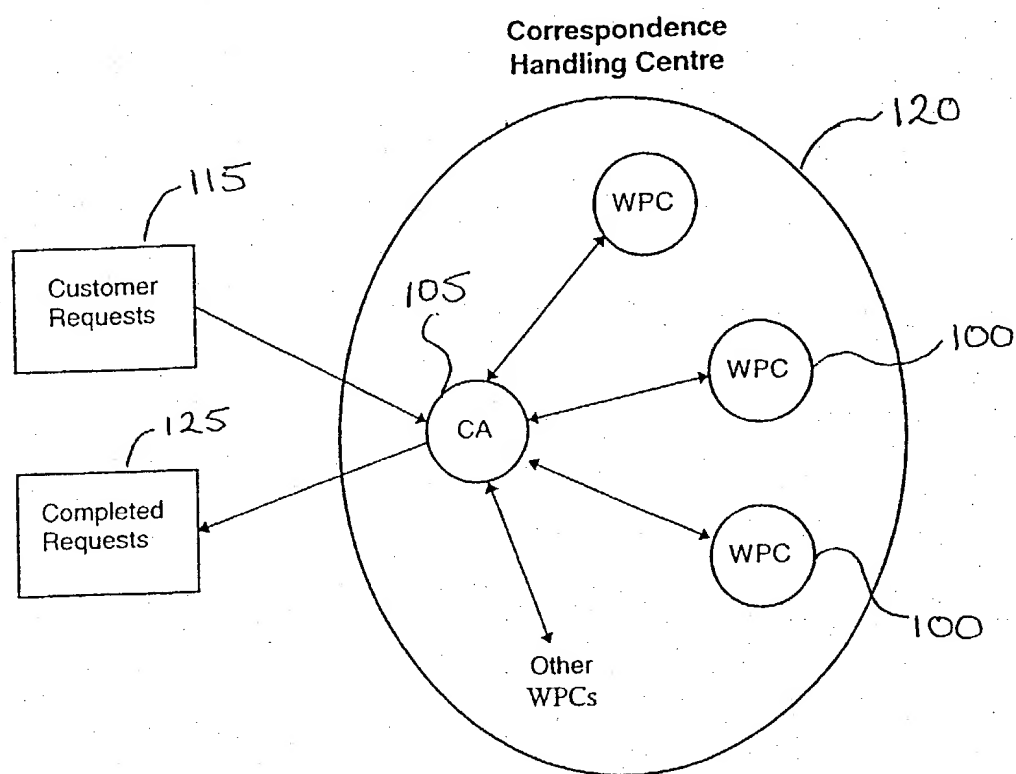 Correspondence
Handling Centre
120
115
WPC
Customer
Requests
105
100
WPC
CA
125
Completed
Requests
WPC
100
Other
WPCs